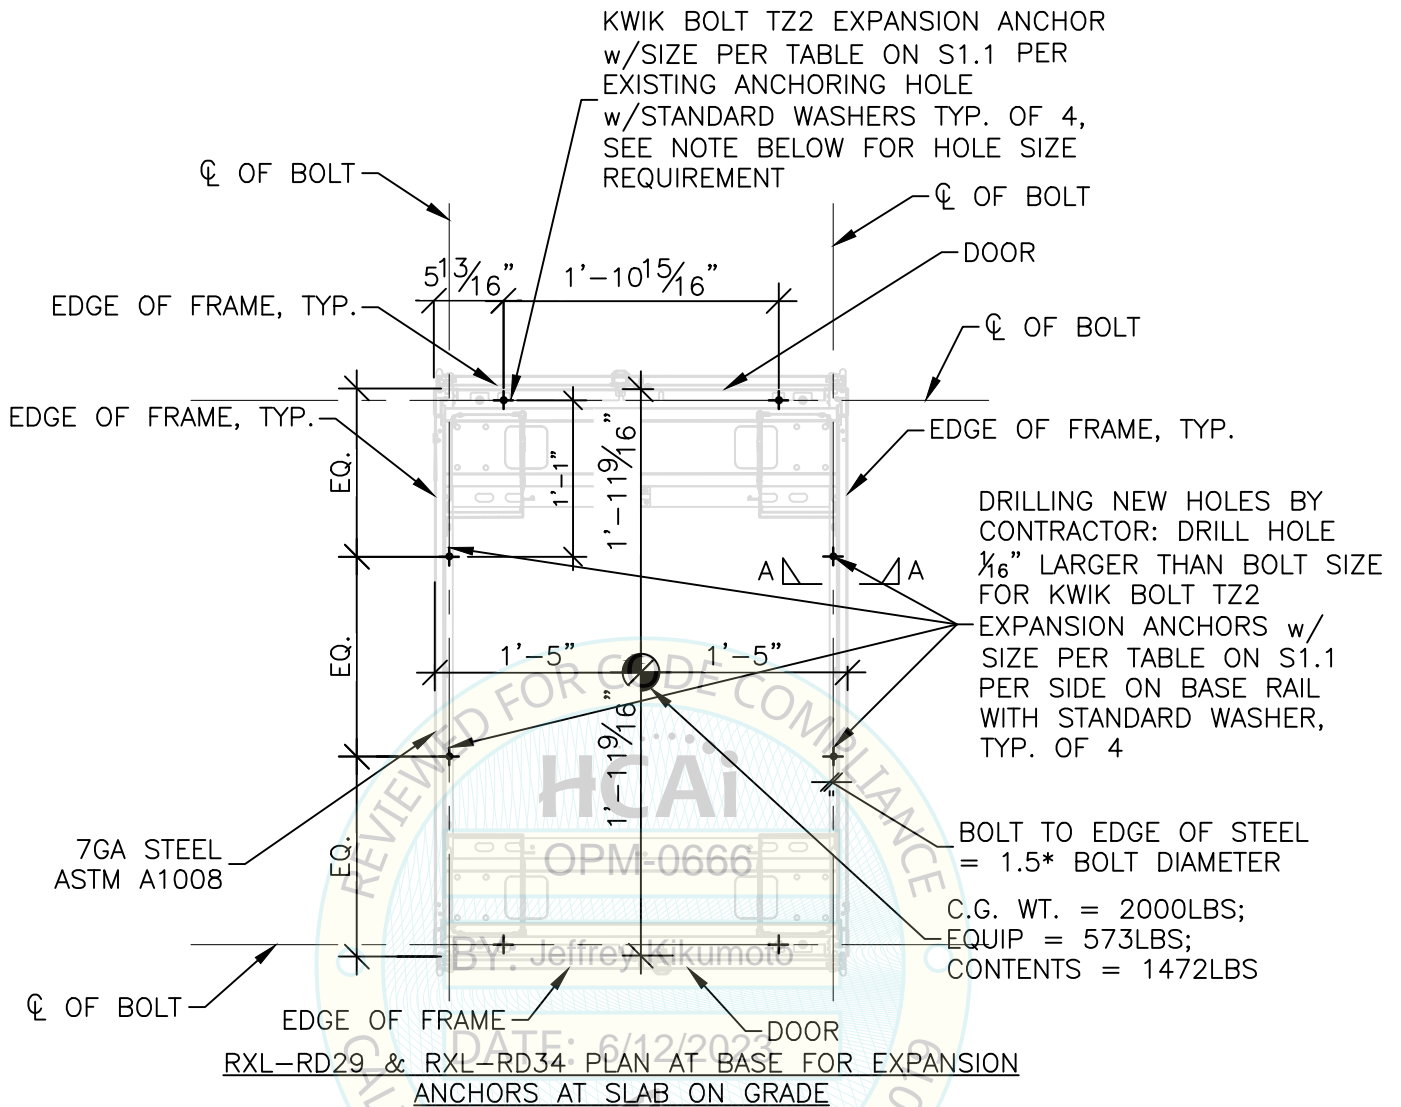 KWIK BOLT TZ2 EXPANSION ANCHOR
w/SIZE PER TABLE ON S1.1 PER
EXISTING ANCHORING HOLE
w/STANDARD WASHERS TYP. OF 4,
SEE NOTE BELOW FOR HOLE SIZE
REQUIREMENT
℄ OF BOLT
℄ OF BOLT
DOOR
5 13/16" 1'-10 15/16"
EDGE OF FRAME, TYP.
℄ OF BOLT
EDGE OF FRAME, TYP.
EDGE OF FRAME, TYP.
EQ.
1'-1"
1'-11 9/16"
DRILLING NEW HOLES BY
CONTRACTOR: DRILL HOLE
1/16" LARGER THAN BOLT SIZE
FOR KWIK BOLT TZ2
EXPANSION ANCHORS w/
SIZE PER TABLE ON S1.1
PER SIDE ON BASE RAIL
WITH STANDARD WASHER,
TYP. OF 4
A A
EQ.
1'-5" 1'-5"
1'-11 9/16"
REVIEWED FOR CODE COMPLIANCE
HCAi
OPM-0666
BY: Jeffrey Kikumoto
DATE: 6/12/2023
7GA STEEL
ASTM A1008
EQ.
BOLT TO EDGE OF STEEL
= 1.5* BOLT DIAMETER
C.G. WT. = 2000LBS;
EQUIP = 573LBS;
CONTENTS = 1472LBS
℄ OF BOLT
EDGE OF FRAME
DOOR
RXL-RD29 & RXL-RD34 PLAN AT BASE FOR EXPANSION
ANCHORS AT SLAB ON GRADE